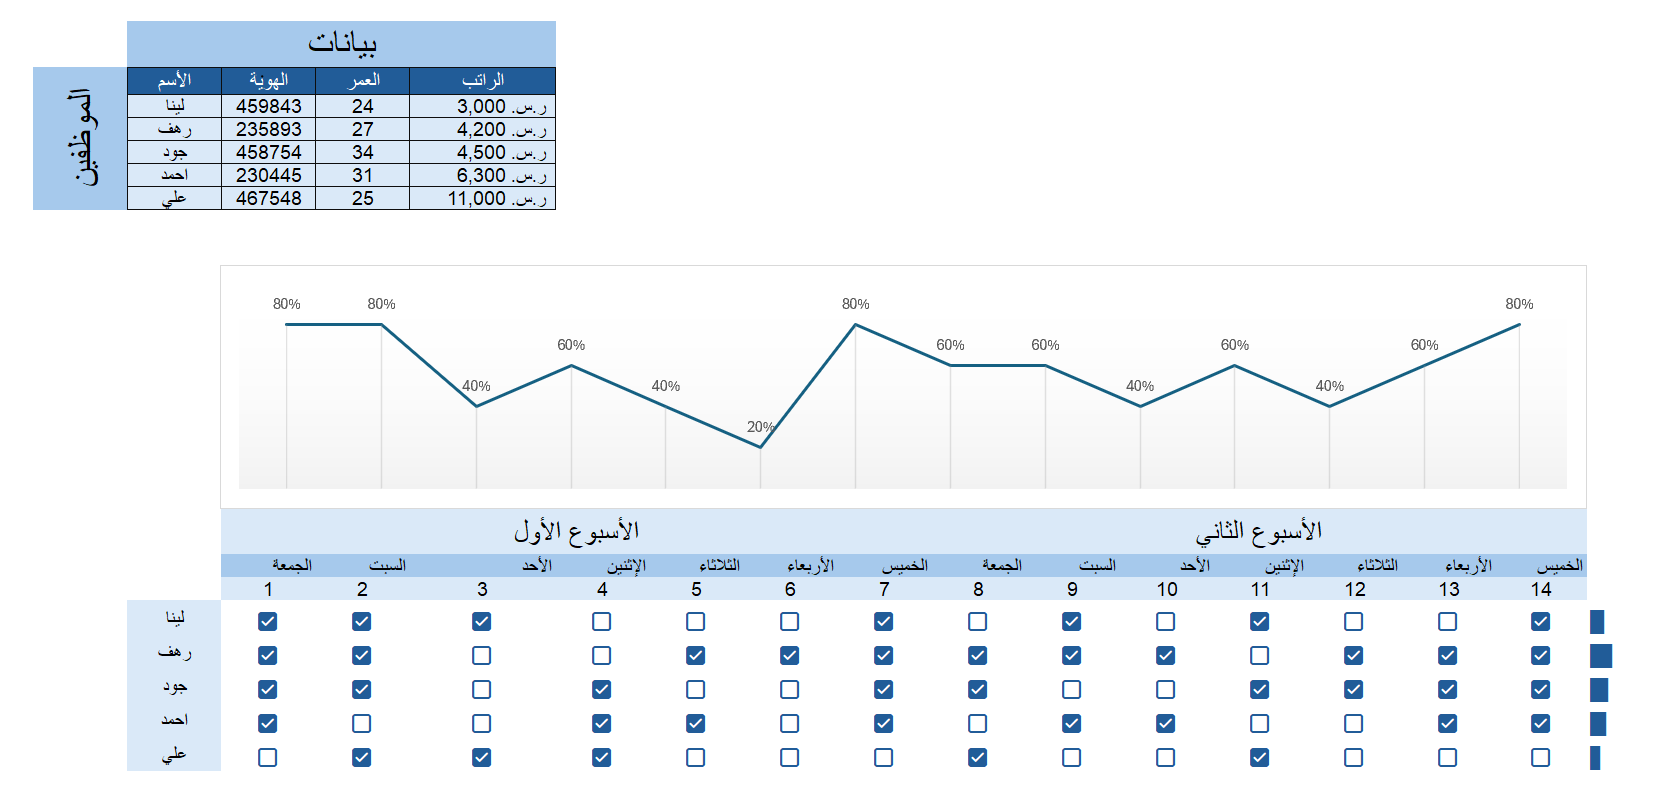 بيانات
الموظفين
الأسم الهوية العمر الراتب
لينا 459843 24 ر.س. 3,000
رهف 235893 27 ر.س. 4,200
جود 458754 34 ر.س. 4,500
احمد 230445 31 ر.س. 6,300
علي 467548 25 ر.س. 11,000
80% 80% 40% 60% 40% 20% 80% 60% 60% 40% 60% 40% 60% 80%
الأسبوع الأول الأسبوع الثاني
الجمعة السبت الأحد الإثنين الثلاثاء الأربعاء الخميس الجمعة السبت الأحد الإثنين الثلاثاء الأربعاء الخميس
1 2 3 4 5 6 7 8 9 10 11 12 13 14
لينا
رهف
جود
احمد
علي